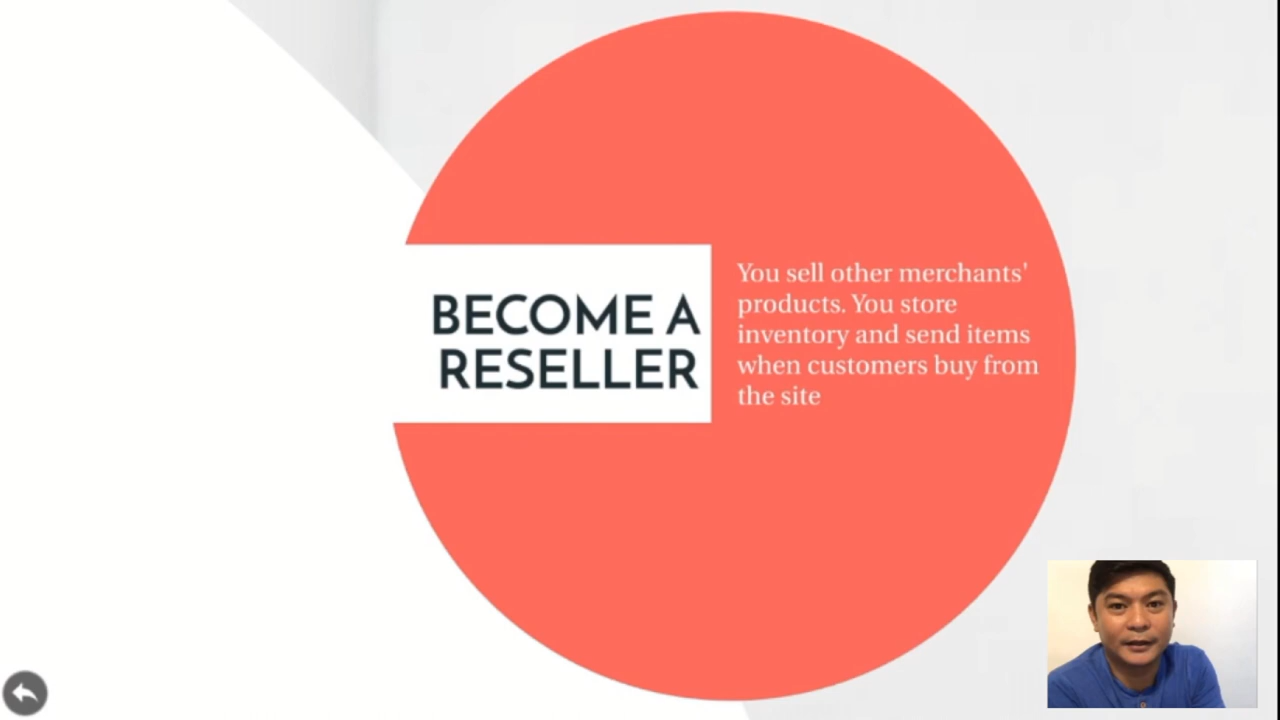 BECOME A
RESELLER
You sell other merchants'
products. You store
inventory and send items
when customers buy from
the site